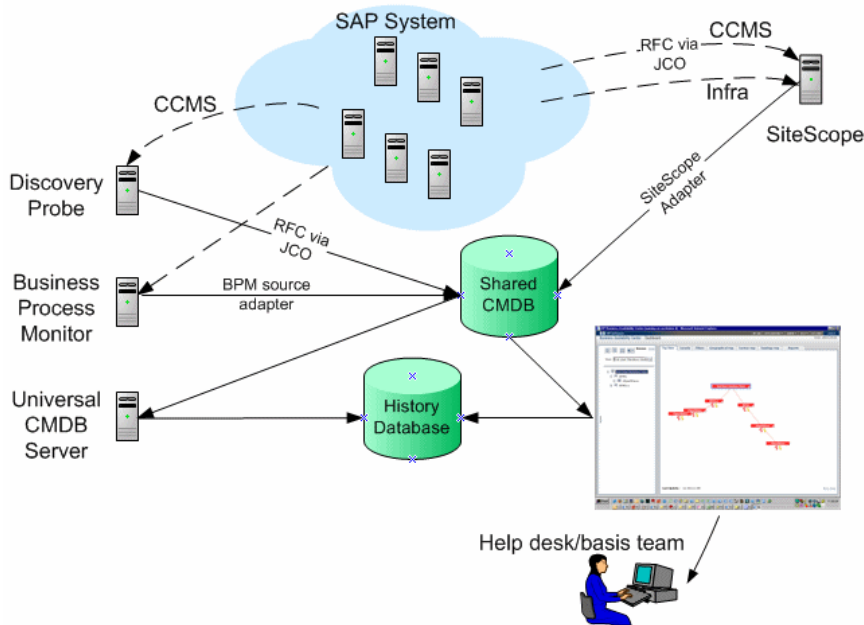 SAP System
RFC via
JCO
CCMS
Infra
SiteScope
CCMS
Discovery
Probe
SiteScope
Adapter
RFC via
JCO
Shared
CMDB
Business
Process
Monitor
BPM source
adapter
Universal
CMDB
Server
History
Database
Help desk/basis team